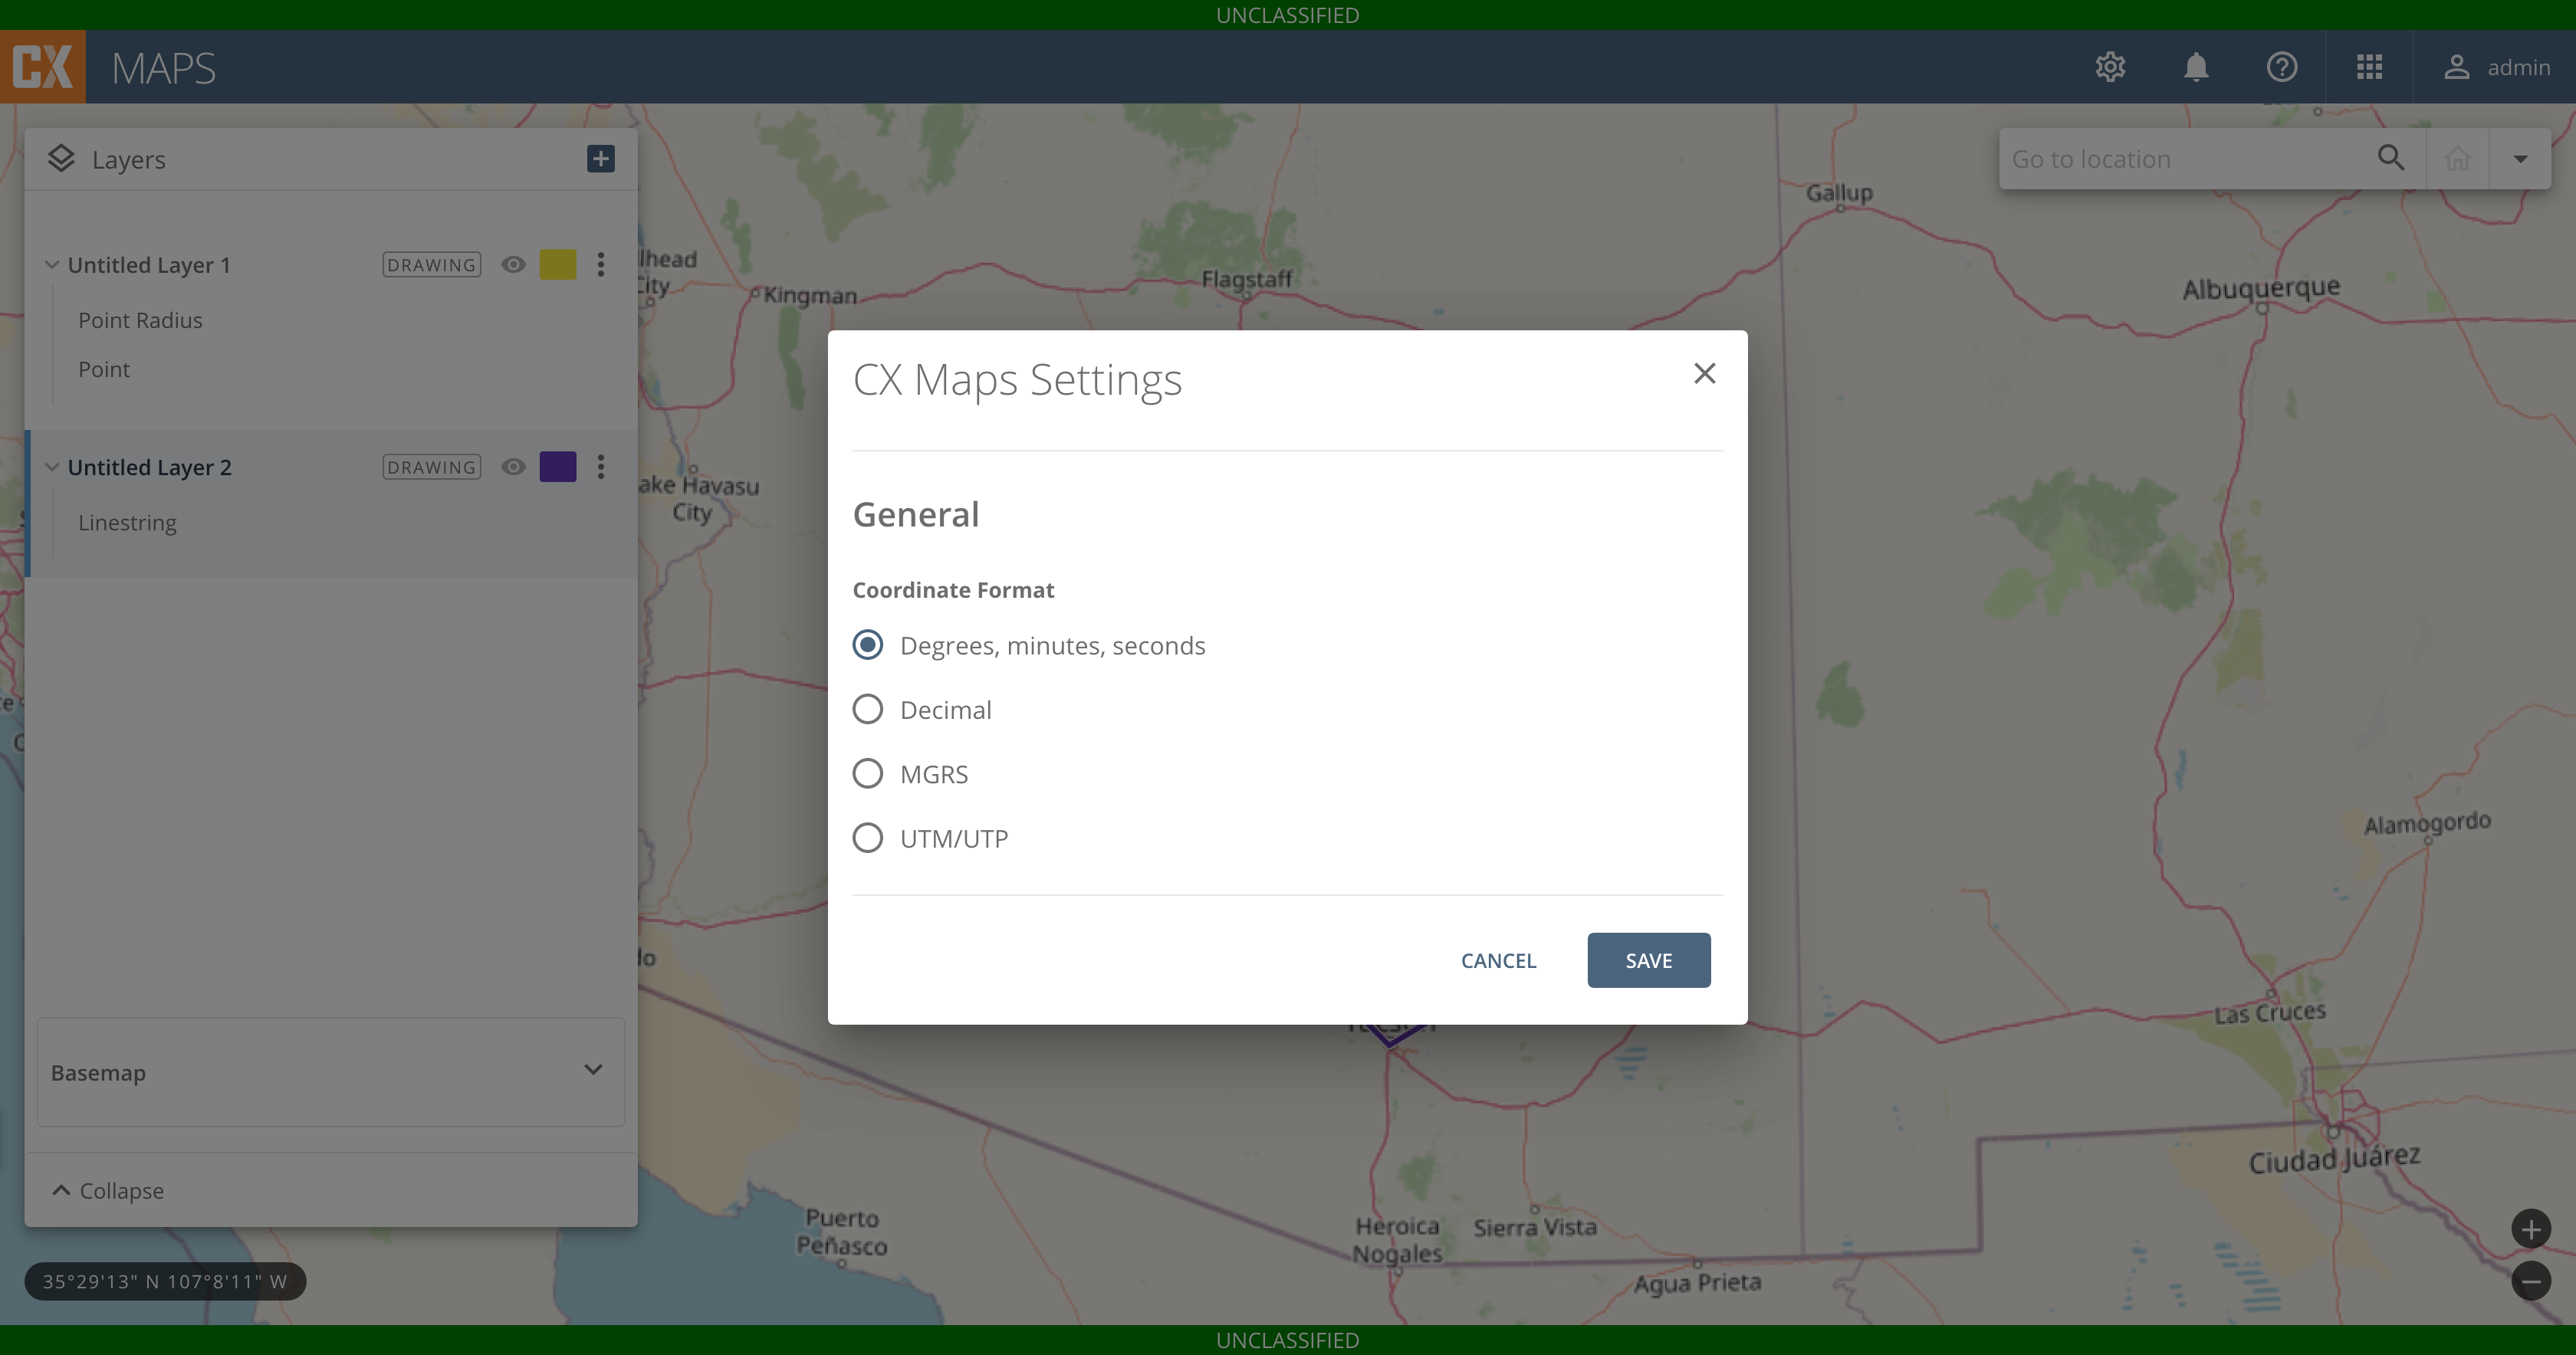 UNCLASSIFIED
CX MAPS
admin
Layers
Go to location
Untitled Layer 1 DRAWING
Point Radius
Point
Untitled Layer 2 DRAWING
Linestring
Basemap
Collapse
35°29'13" N 107°8'11" W
CX Maps Settings
General
Coordinate Format
Degrees, minutes, seconds
Decimal
MGRS
UTM/UTP
CANCEL
SAVE
Gallup
Kingman
Flagstaff
Albuquerque
lhead
City
ake Havasu
City
Alamogordo
Las Cruces
Ciudad Juárez
Puerto
Peñasco
Heroica
Nogales
Sierra Vista
Agua Prieta
UNCLASSIFIED